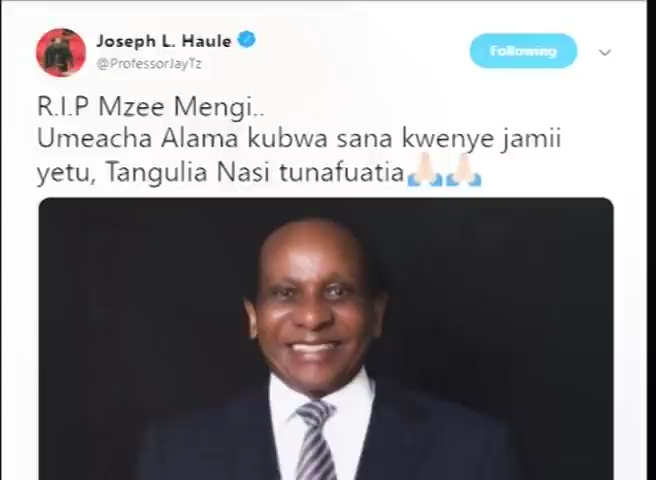 Joseph L. Haule
@ProfessorJayTz
Following
R.I.P Mzee Mengi..
Umeacha Alama kubwa sana kwenye jamii
yetu, Tangulia Nasi tunafuatia🙏🏻🙏🏻